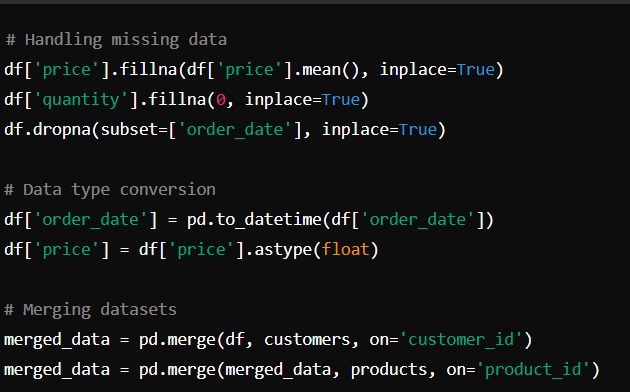 # Handling missing data
df['price'].fillna(df['price'].mean(), inplace=True)
df['quantity'].fillna(0, inplace=True)
df.dropna(subset=['order_date'], inplace=True)
# Data type conversion
df['order_date'] = pd.to_datetime(df['order_date'])
df['price'] = df['price'].astype(float)
# Merging datasets
merged_data = pd.merge(df, customers, on='customer_id')
merged_data = pd.merge(merged_data, products, on='product_id')